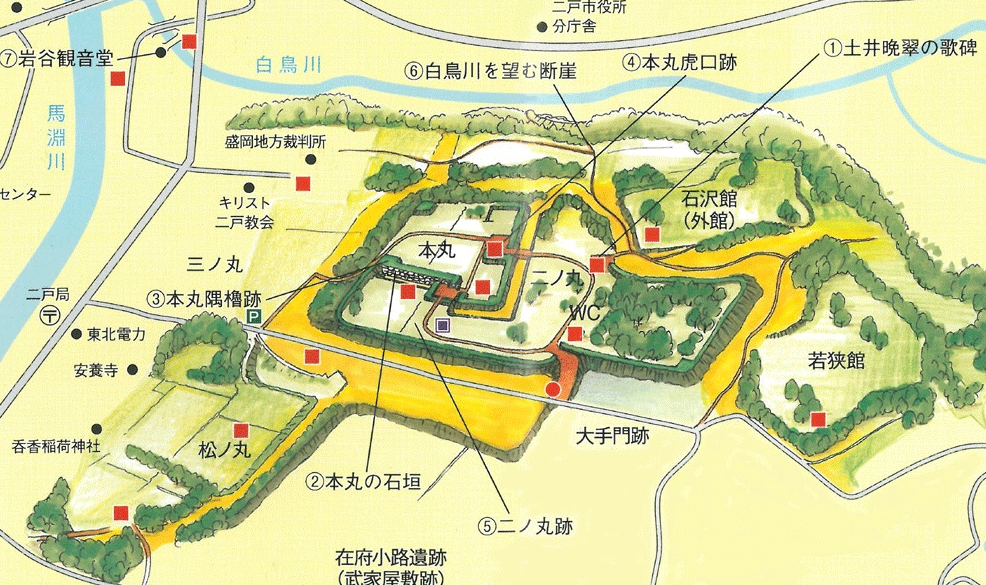 二戸市役所
分庁舎
①土井晩翠の歌碑
⑦岩谷観音堂
白鳥川
⑥白鳥川を望む断崖
④本丸虎口跡
馬淵川
盛岡地方裁判所
センター
キリスト
二戸教会
石沢館
(外館)
本丸
三ノ丸
二ノ丸
二戸局
③本丸隅櫓跡
P
WC
東北電力
安養寺
若狭館
呑香稲荷神社
松ノ丸
大手門跡
②本丸の石垣
⑤二ノ丸跡
在府小路遺跡
(武家屋敷跡)